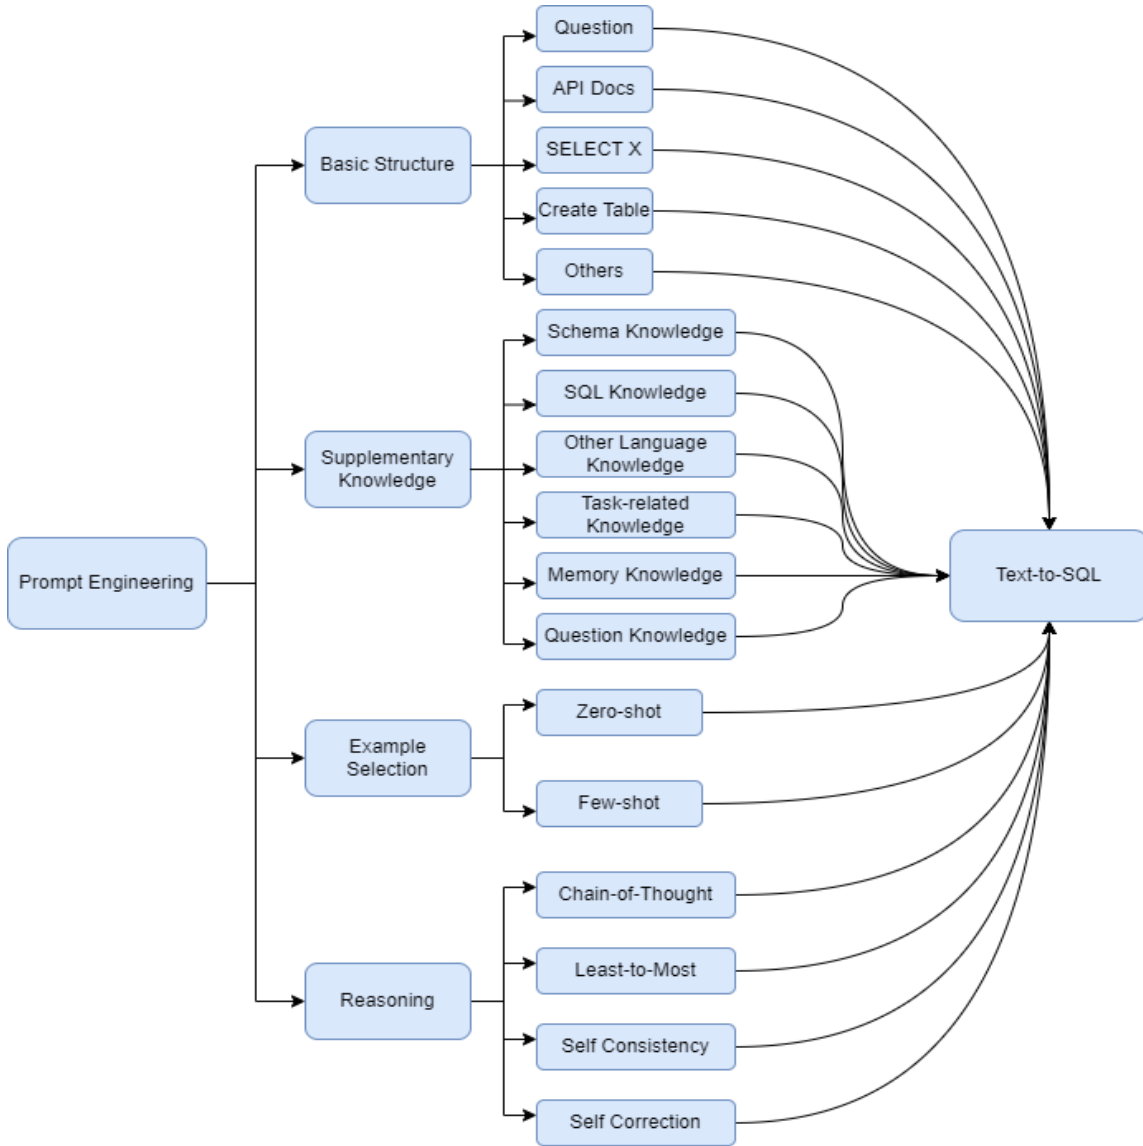 Question
API Docs
SELECT X
Basic Structure
Create Table
Others
Schema Knowledge
SQL Knowledge
Other Language
Knowledge
Supplementary
Knowledge
Task-related
Knowledge
Memory Knowledge
Question Knowledge
Prompt Engineering
Text-to-SQL
Zero-shot
Example
Selection
Few-shot
Chain-of-Thought
Least-to-Most
Reasoning
Self Consistency
Self Correction